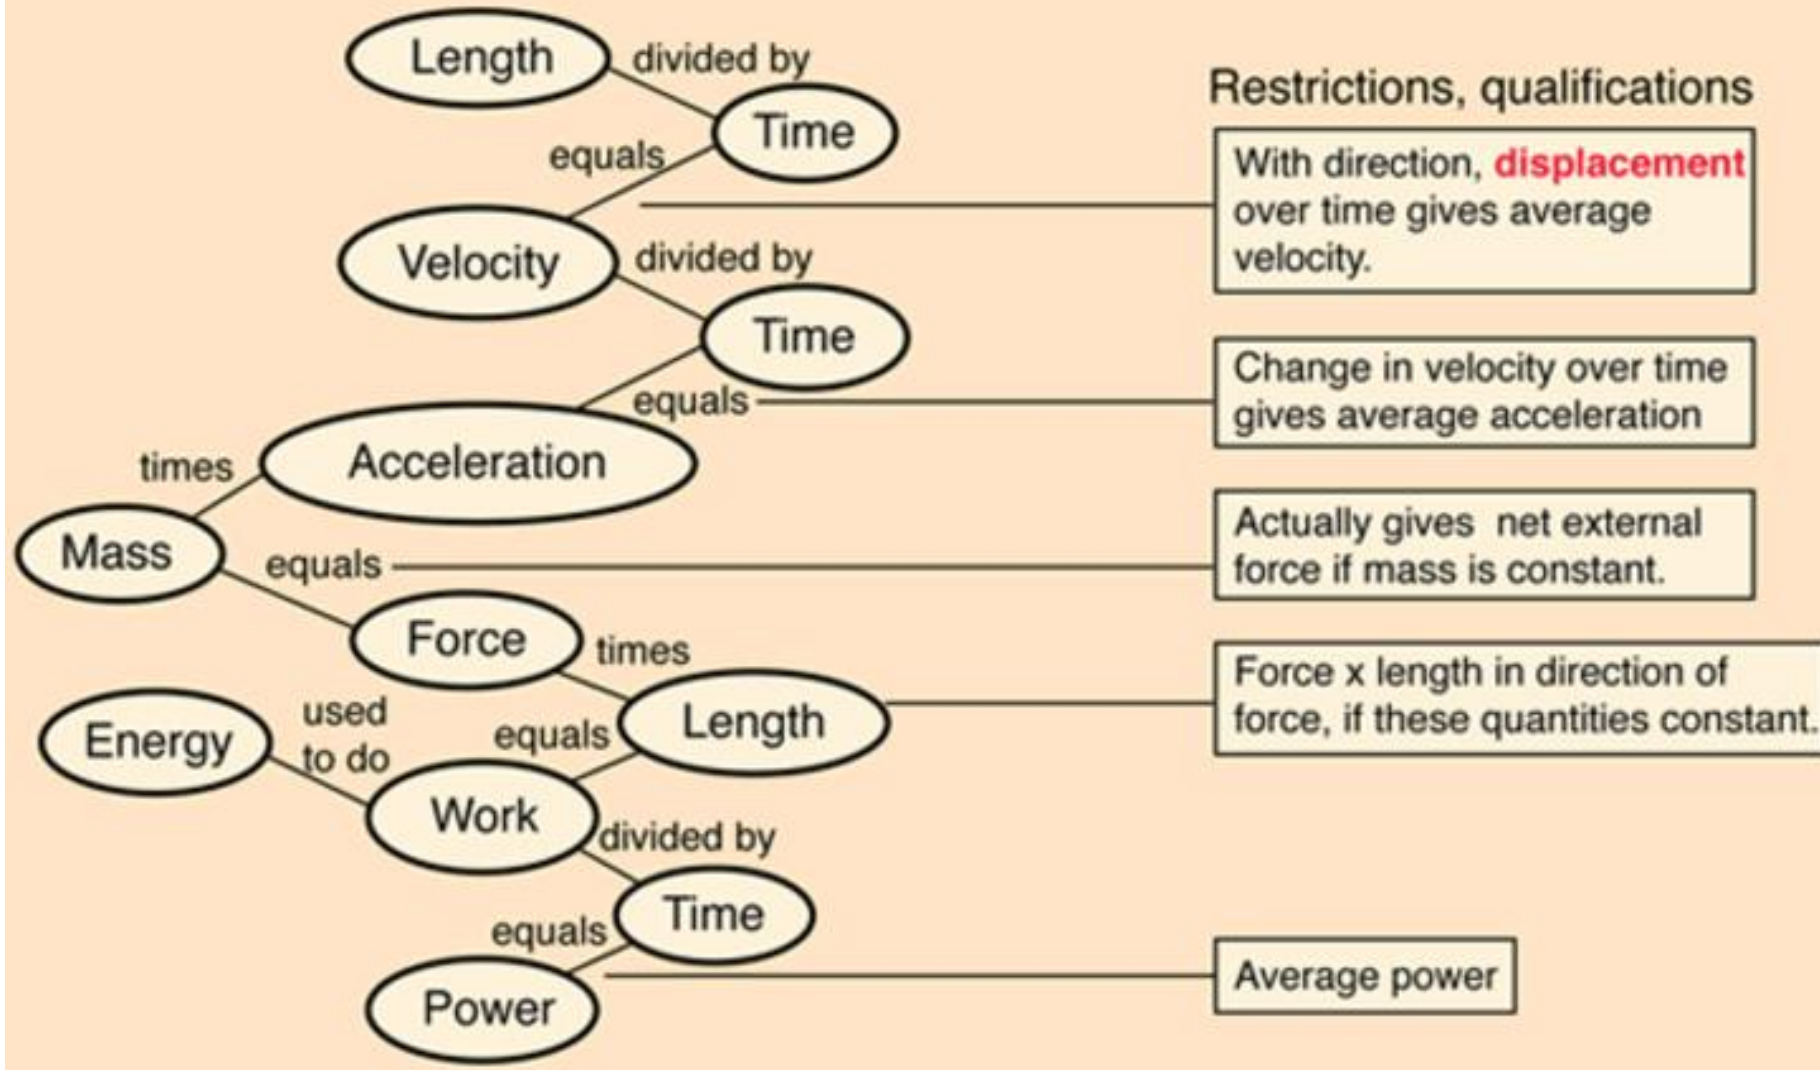 Length
divided by
Time
equals
Velocity
divided by
Time
equals
Acceleration
times
Mass
equals
Force
times
Length
equals
Energy
used
to do
Work
divided by
Time
equals
Power
Restrictions, qualifications
With direction, displacement
over time gives average
velocity.
Change in velocity over time
gives average acceleration
Actually gives net external
force if mass is constant.
Force x length in direction of
force, if these quantities constant.
Average power